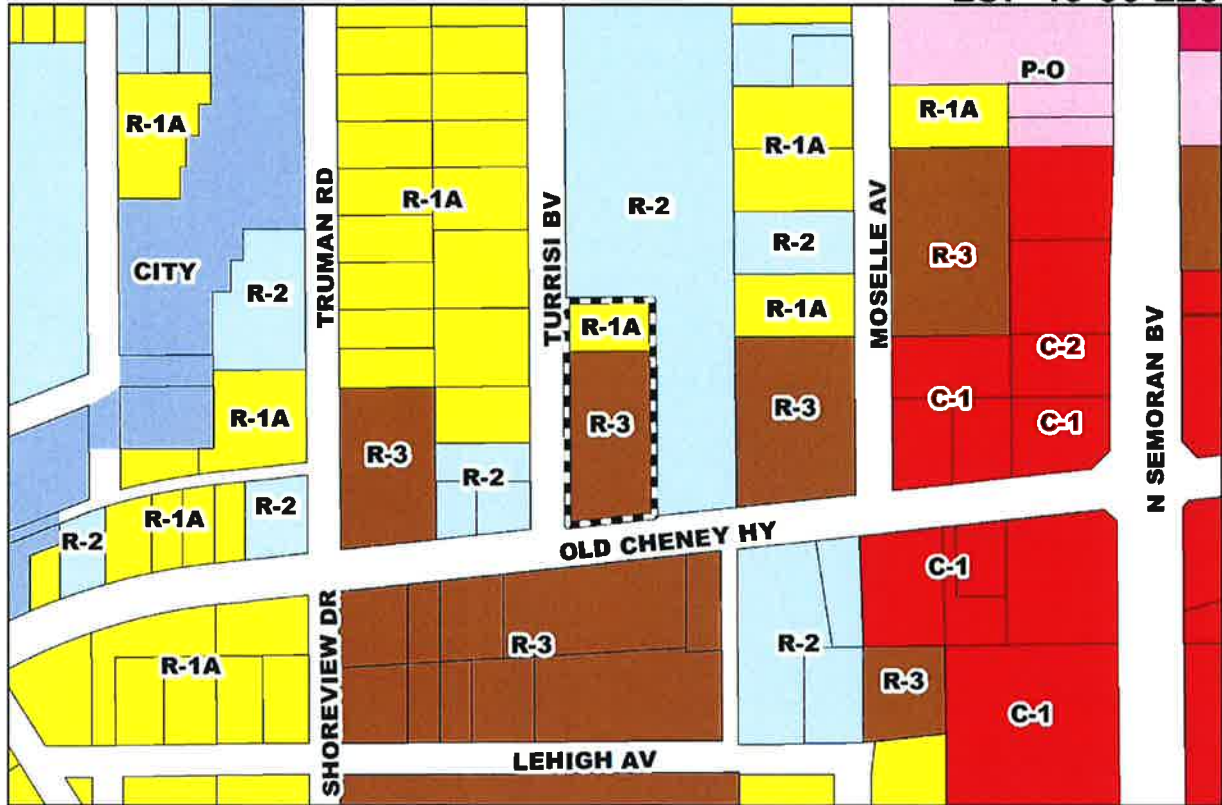 P-O
R-1A
R-1A
R-1A
R-1A
TRUMAN RD
R-2
TURRISI BV
MOSELLE AV
R-2
CITY
R-3
R-2
R-1A
R-1A
N SEMORAN BV
C-2
R-1A
R-3
R-3
C-1
C-1
R-3
R-2
R-2
R-1A
R-2
OLD CHENEY HY
C-1
SHOREVIEW DR
R-3
R-2
R-1A
R-3
C-1
LEHIGH AV